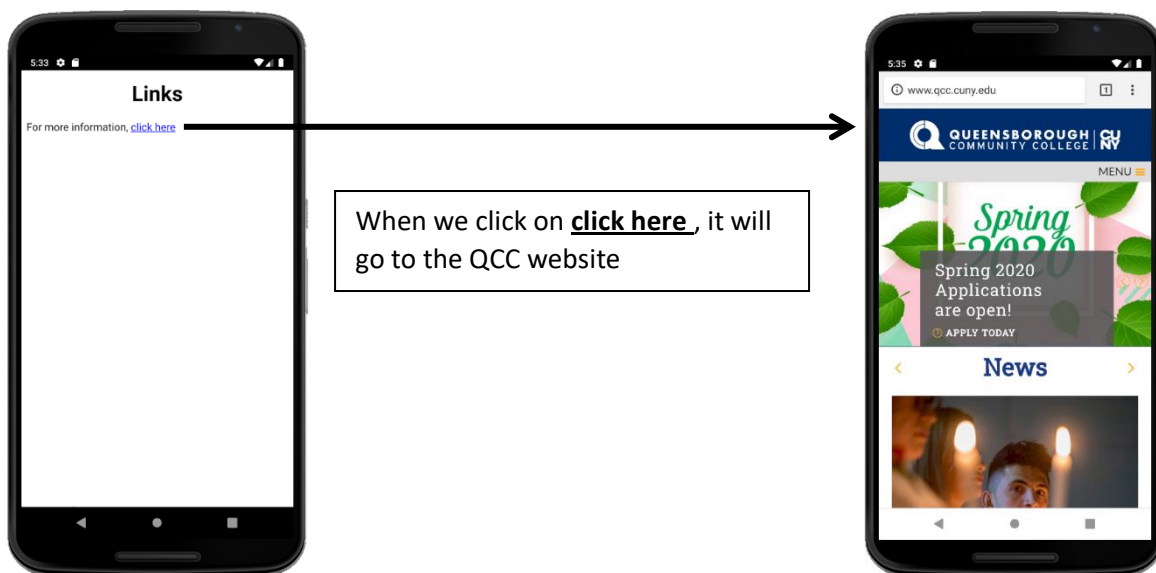 5:33
Links
For more information, click here
When we click on click here , it will
go to the QCC website
5:35
www.qcc.cuny.edu
1
QUEENSBOROUGH
COMMUNITY COLLEGE
CU
NY
MENU
Spring
2020
Spring 2020
Applications
are open!
APPLY TODAY
News